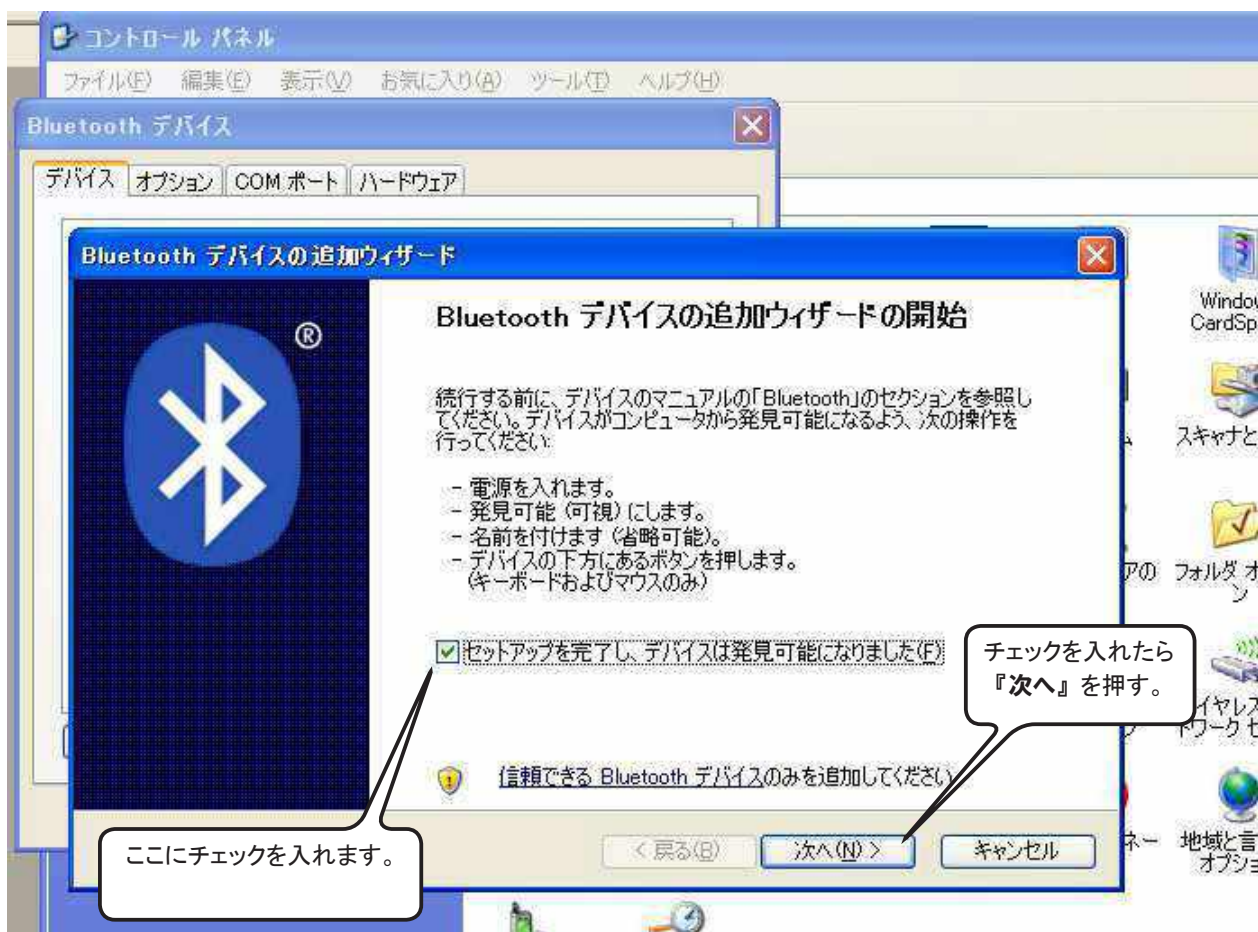 コントロール パネル
ファイル(F) 編集(E) 表示(V) お気に入り(A) ツール(T) ヘルプ(H)
Bluetooth デバイス
デバイス オプション COM ポート ハードウェア
Bluetooth デバイスの追加ウィザード
Bluetooth デバイスの追加ウィザードの開始
®
続行する前に、デバイスのマニュアルの「Bluetooth」のセクションを参照し
てください。デバイスがコンピュータから発見可能になるよう、次の操作を
行ってください:
- 電源を入れます。
- 発見可能 (可視) にします。
- 名前を付けます (省略可能)。
- デバイスの下方にあるボタンを押します。
(キーボードおよびマウスのみ)
セットアップを完了し、デバイスは発見可能になりました(F)
チェックを入れたら
『次へ』を押す。
信頼できる Bluetooth デバイスのみを追加してください
ここにチェックを入れます。
< 戻る(B) 次へ(N) > キャンセル
Window
CardSp
スキャナと
アの フォルダ オ
ン
イヤレス
トワーク セ
ネー 地域と言
オプショ